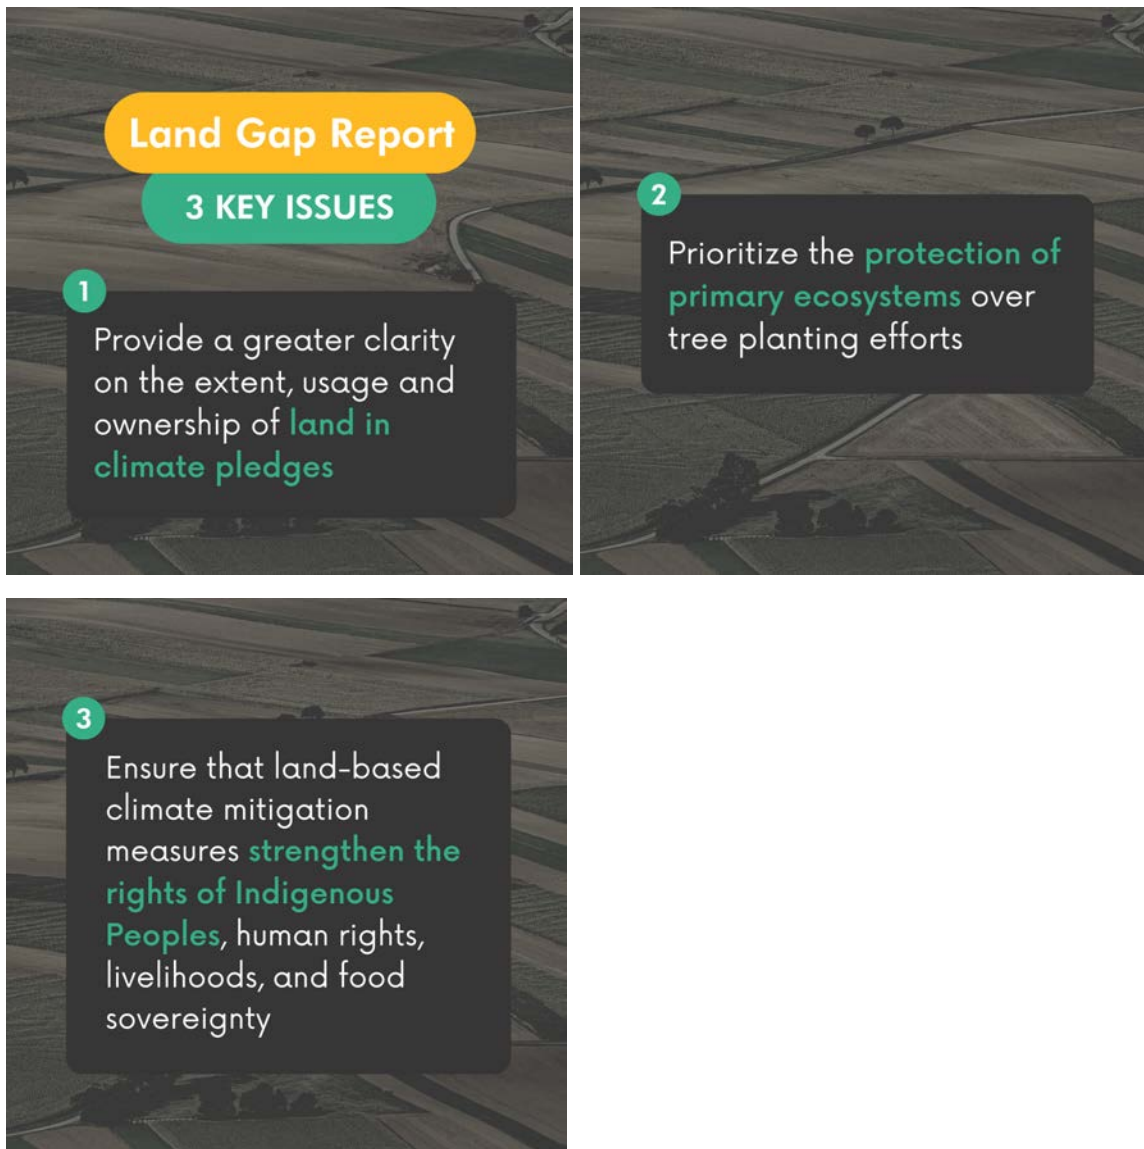 Land Gap Report
3 KEY ISSUES
1
Provide a greater clarity
on the extent, usage and
ownership of land in
climate pledges
2
Prioritize the protection of
primary ecosystems over
tree planting efforts
3
Ensure that land-based
climate mitigation
measures strengthen the
rights of Indigenous
Peoples, human rights,
livelihoods, and food
sovereignty